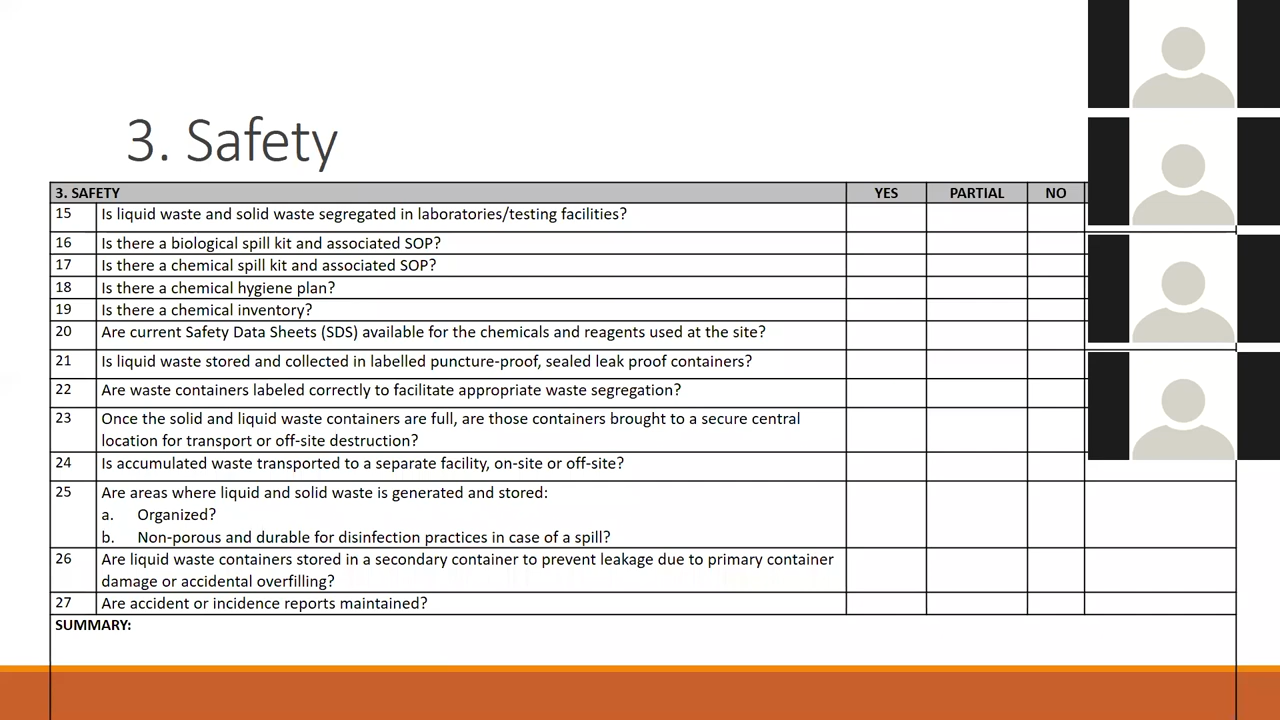 3. Safety
3. SAFETY YES PARTIAL NO
15 Is liquid waste and solid waste segregated in laboratories/testing facilities?
16 Is there a biological spill kit and associated SOP?
17 Is there a chemical spill kit and associated SOP?
18 Is there a chemical hygiene plan?
19 Is there a chemical inventory?
20 Are current Safety Data Sheets (SDS) available for the chemicals and reagents used at the site?
21 Is liquid waste stored and collected in labelled puncture-proof, sealed leak proof containers?
22 Are waste containers labeled correctly to facilitate appropriate waste segregation?
23 Once the solid and liquid waste containers are full, are those containers brought to a secure central
location for transport or off-site destruction?
24 Is accumulated waste transported to a separate facility, on-site or off-site?
25 Are areas where liquid and solid waste is generated and stored:
a. Organized?
b. Non-porous and durable for disinfection practices in case of a spill?
26 Are liquid waste containers stored in a secondary container to prevent leakage due to primary container
damage or accidental overfilling?
27 Are accident or incidence reports maintained?
SUMMARY: